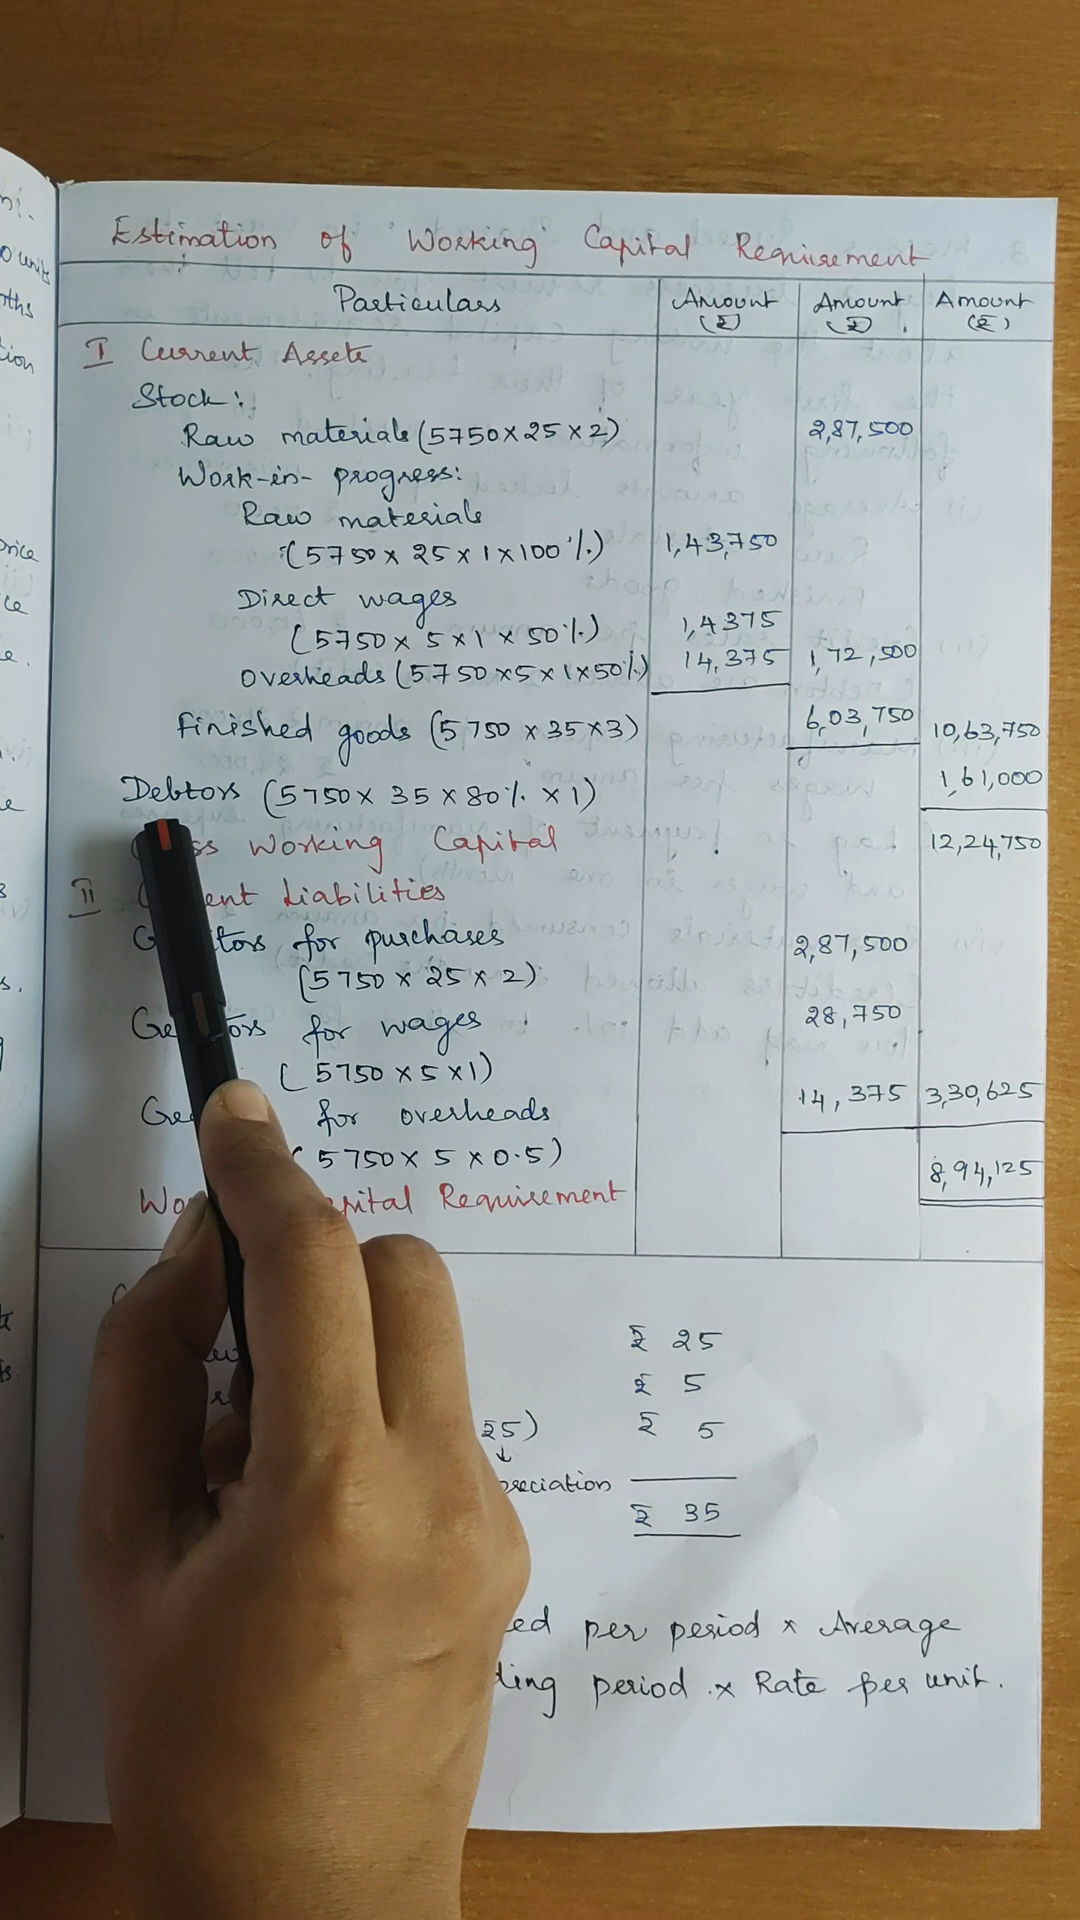 Estimation of Working Capital Requirement
Particulars Amount (₹) Amount (₹) Amount (₹)
I Current Assets
Stock:
Raw materials (5750 x 25 x 2) 2,87,500
Work-in-progress:
Raw materials
(5750 x 25 x 1 x 100%) 1,43,750
Direct wages
(5750 x 5 x 1 x 50%) 1,4375
Overheads (5750 x 5 x 1 x 50%) 14,375 1,72,500
Finished goods (5750 x 35 x 3) 6,03,750 10,63,750
Debtors (5750 x 35 x 80% x 1) 1,61,000
Working Capital 12,24,750
II Liabilities
for purchases 2,87,500
(5750 x 25 x 2)
for wages 28,750
(5750 x 5 x 1)
for overheads 14,375 3,30,625
(5750 x 5 x 0.5)
Requirement 8,94,125
₹ 25
₹ 5
₹5) ₹ 5
↓
₹ 35
per period x Average
period x Rate per unit.